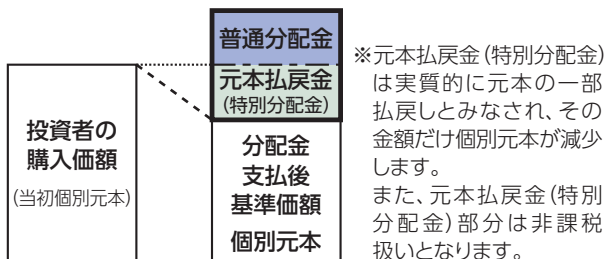 普通分配金
元本払戻金
(特別分配金)
投資者の
購入価額
(当初個別元本)
分配金
支払後
基準価額
個別元本
※元本払戻金(特別分配金)
は実質的に元本の一部
払戻しとみなされ、その
金額だけ個別元本が減少
します。
また、元本払戻金(特別
分配金)部分は非課税
扱いとなります。